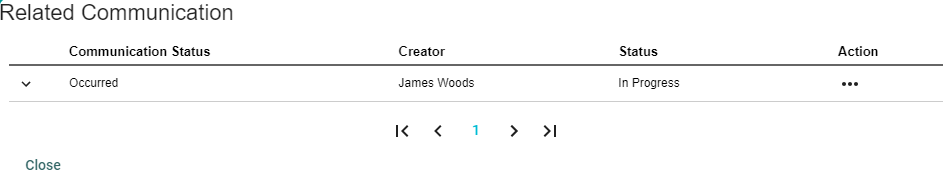 Related Communication
Communication Status Creator Status Action
Occurred James Woods In Progress •••
1
Close